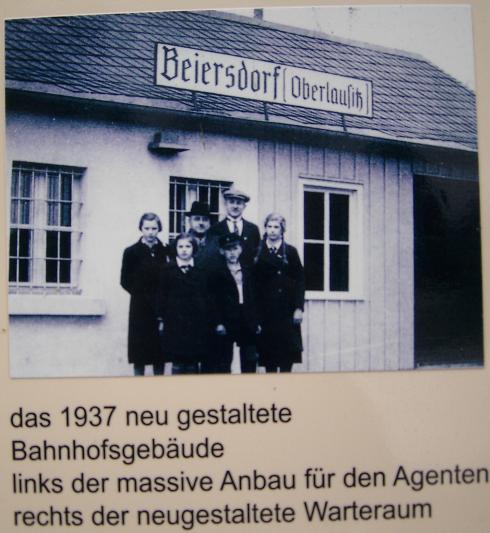 Beiersdorf [Oberlausitz]
das 1937 neu gestaltete
Bahnhofsgebäude
links der massive Anbau für den Agenten
rechts der neugestaltete Warteraum